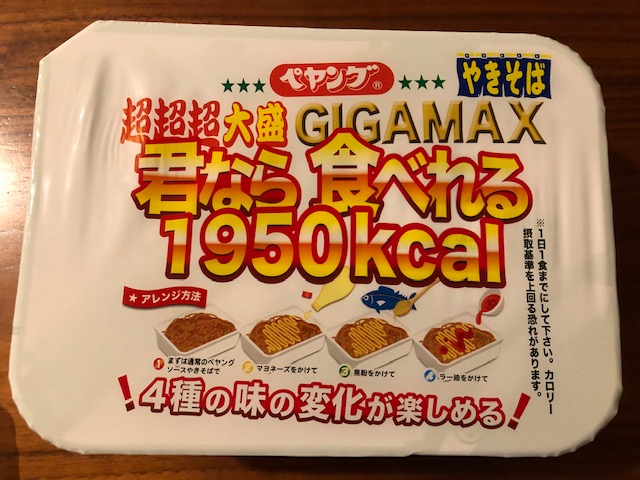 ペヤング®
やきそば
超超超大盛 GIGAMAX
君なら 食べれる
1950kcal
※1日1食までにして下さい。カロリー
摂取基準を上回る恐れがあります。
★ アレンジ方法
1 まずは通常のペヤング
ソースやきそばで
2 マヨネーズをかけて
3 魚粉をかけて
4 ラー油をかけて
！4種の味の変化が楽しめる！